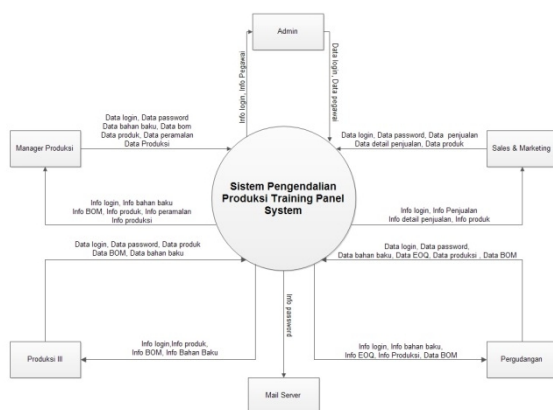 Admin
Info login, Info Pegawai
Data login, Data pegawai
Data login, Data password
Data bahan baku, Data bom
Data produk, Data peramalan
Data Produksi
Manager Produksi
Data login, Data password, Data penjualan
Data detail penjualan, Data produk
Sales & Marketing
Sistem Pengendalian
Produksi Training Panel
System
Info login, Info bahan baku
Info BOM, Info produk, Info peramalan
Info produksi
Info login, Info Penjualan
Info detail penjualan, Info produk
Data login, Data password, Data produk
Data BOM, Data bahan baku
Data login, Data password,
Data bahan baku, Data EOQ, Data produksi , Data BOM
Info password
Info login,Info produk,
Info BOM, Info Bahan Baku
Produksi III
Info login, Info bahan baku,
Info EOQ, Info Produksi, Data BOM
Pergudangan
Mail Server